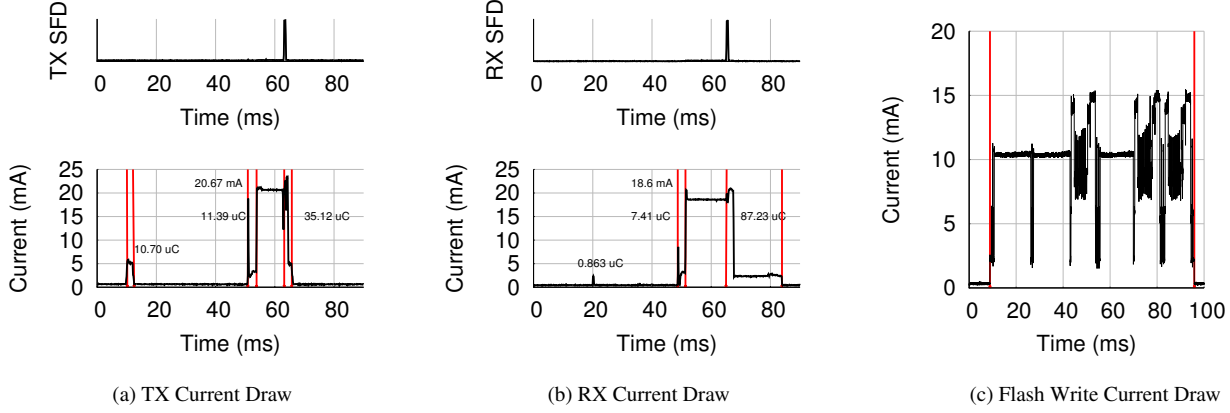 TX SFD
0 20 40 60 80
Time (ms)
Current (mA)
25
20
15
10
5
0
20.67 mA
11.39 uC
35.12 uC
10.70 uC
0 20 40 60 80
Time (ms)
(a) TX Current Draw
RX SFD
0 20 40 60 80
Time (ms)
Current (mA)
25
20
15
10
5
0
18.6 mA
7.41 uC
87.23 uC
0.863 uC
0 20 40 60 80
Time (ms)
(b) RX Current Draw
Current (mA)
20
15
10
5
0
0 20 40 60 80 100
Time (ms)
(c) Flash Write Current Draw